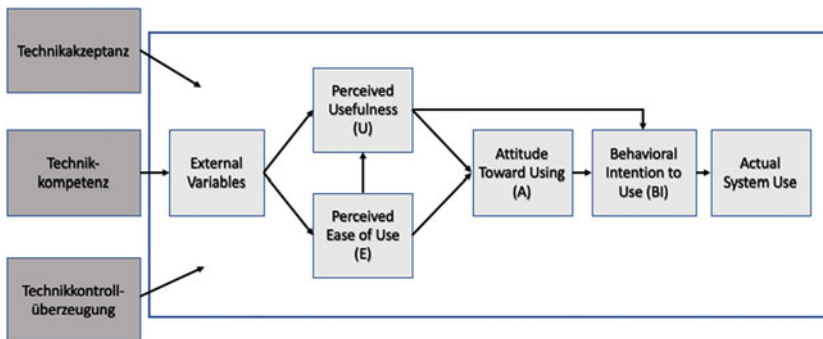 Technikakzeptanz
Technik-
kompetenz
Technikkontroll-
überzeugung
External
Variables
Perceived
Usefulness
(U)
Perceived
Ease of Use
(E)
Attitude
Toward Using
(A)
Behavioral
Intention to
Use (BI)
Actual
System Use